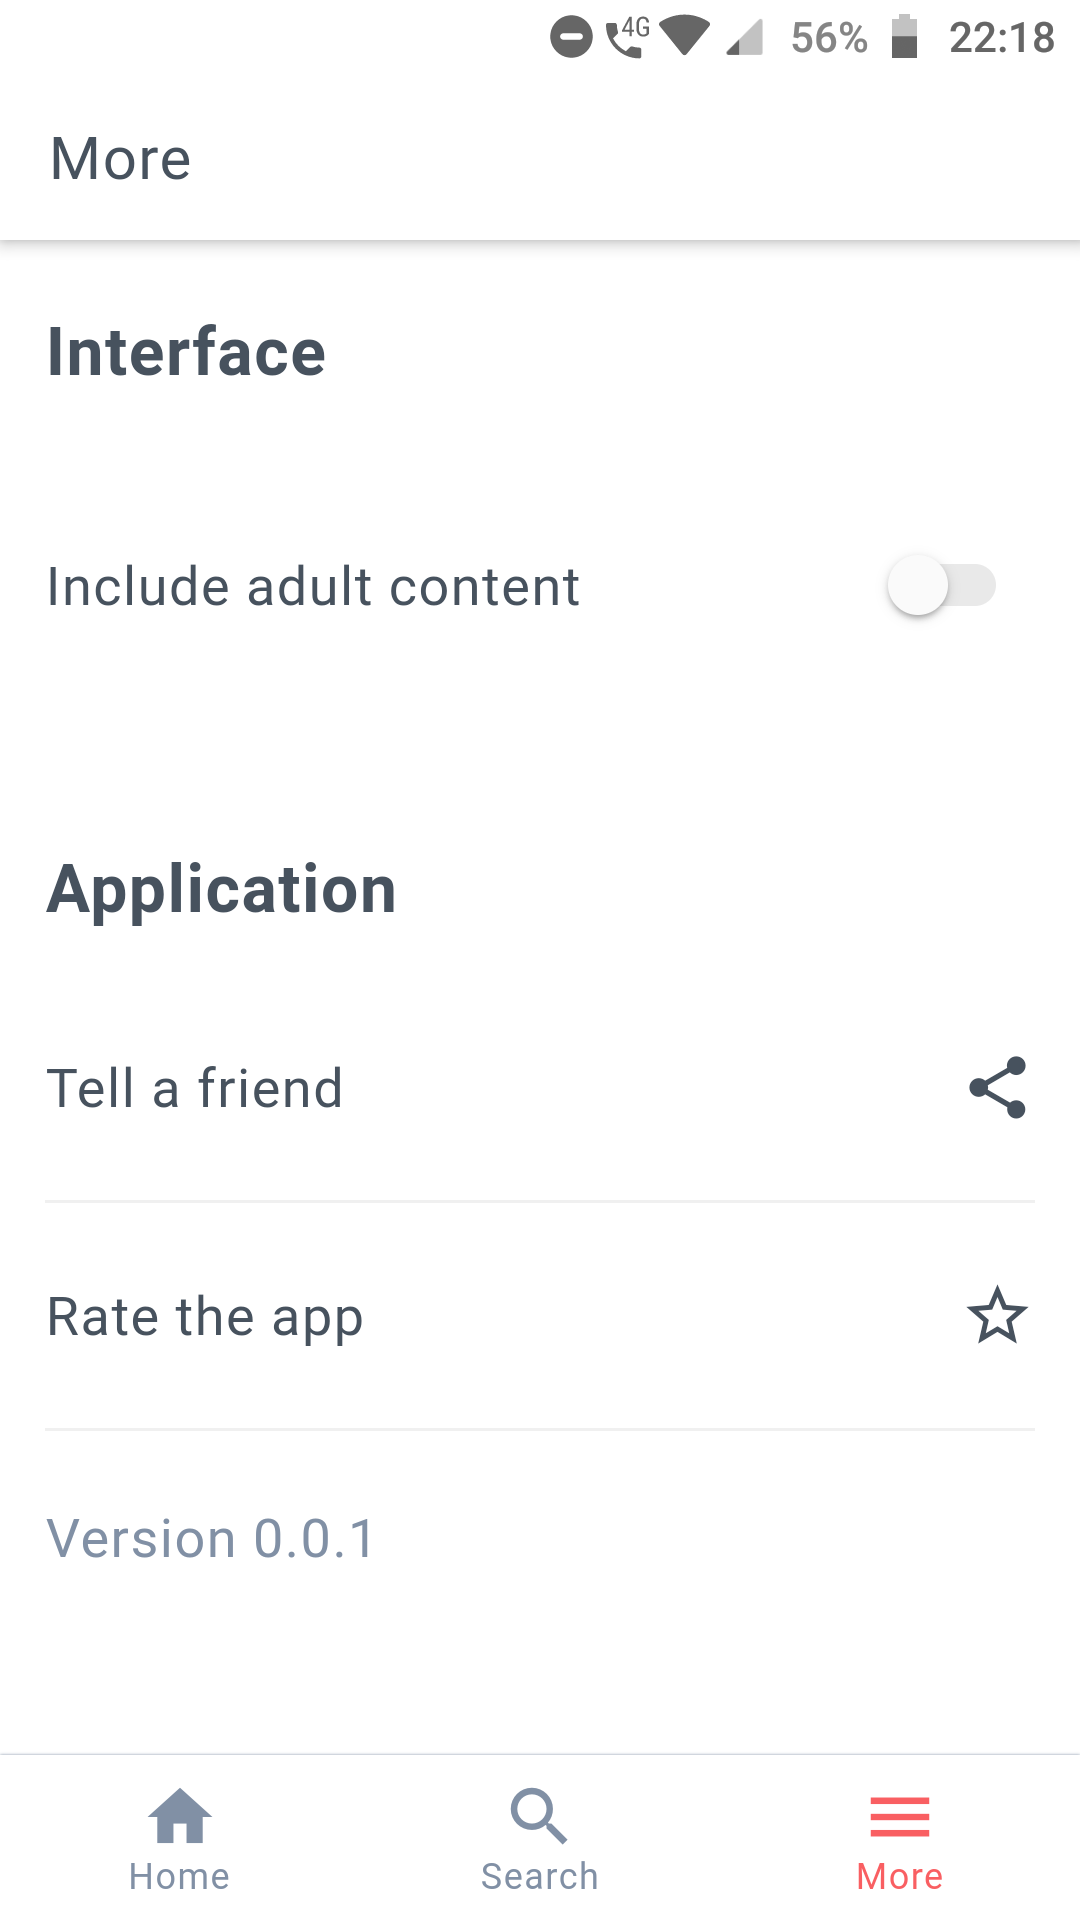 4G 56% 22:18
More
Interface
Include adult content
Application
Tell a friend
Rate the app
Version 0.0.1
Home Search More